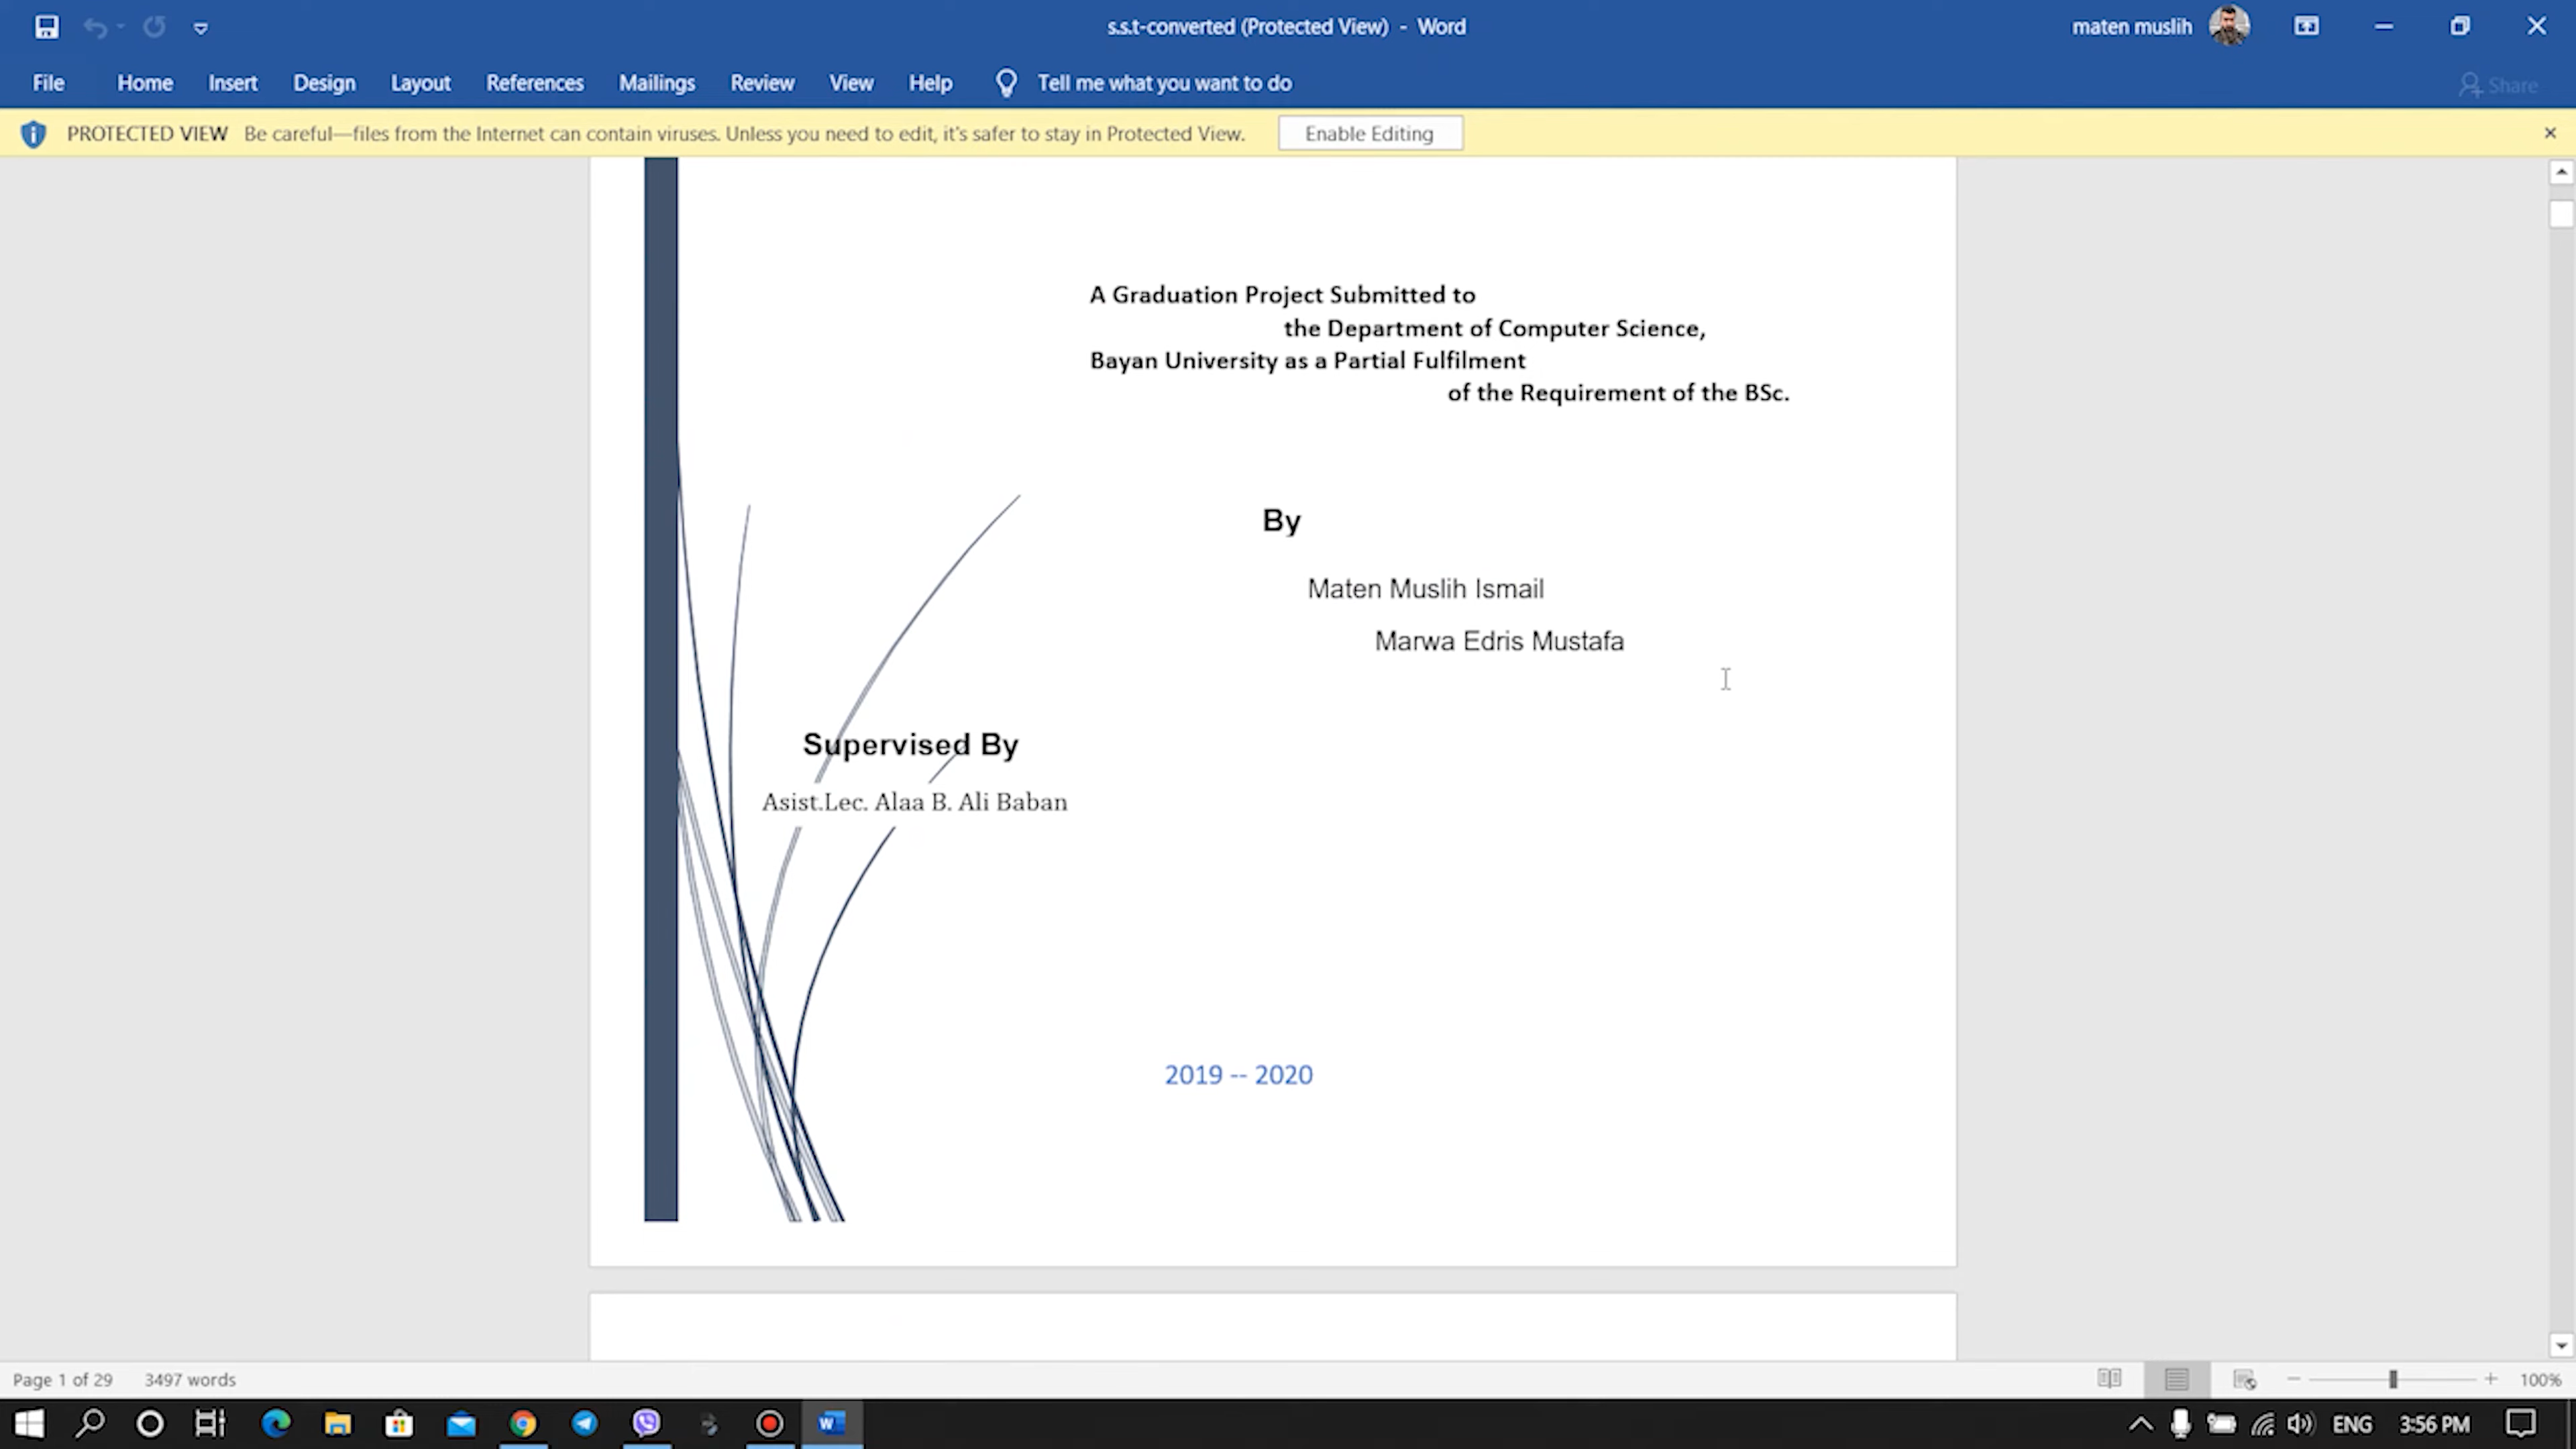 s.s.t-converted (Protected View) - Word
maten muslih
File Home Insert Design Layout References Mailings Review View Help Tell me what you want to do Share
PROTECTED VIEW Be careful—files from the Internet can contain viruses. Unless you need to edit, it's safer to stay in Protected View. Enable Editing
A Graduation Project Submitted to
the Department of Computer Science,
Bayan University as a Partial Fulfilment
of the Requirement of the BSc.
By
Maten Muslih Ismail
Marwa Edris Mustafa
Supervised By
Asist.Lec. Alaa B. Ali Baban
2019 -- 2020
Page 1 of 29 3497 words 100%
ENG 3:56 PM